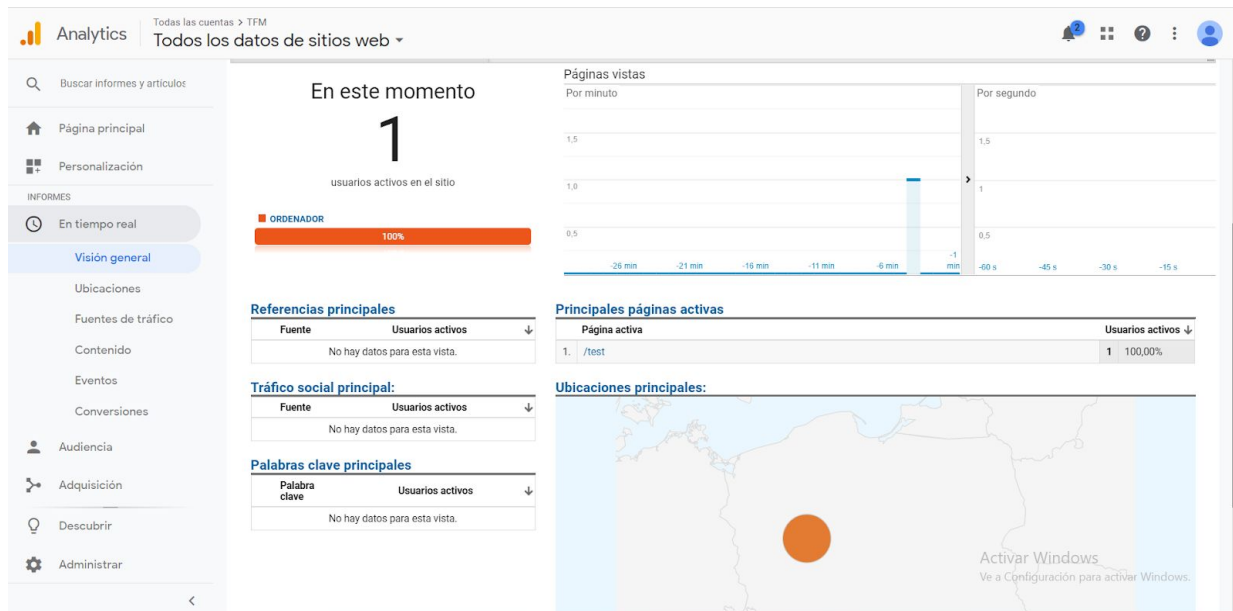 Analytics
Todas las cuentas > TFM
Todos los datos de sitios web
2
Buscar informes y artículos
Página principal
Personalización
INFORMES
En tiempo real
Visión general
Ubicaciones
Fuentes de tráfico
Contenido
Eventos
Conversiones
Audiencia
Adquisición
Descubrir
Administrar
En este momento
1
usuarios activos en el sitio
ORDENADOR
100%
Páginas vistas
Por minuto
1,5
1,0
0,5
-26 min -21 min -16 min -11 min -6 min -1 min
Por segundo
1,5
1
0,5
-60 s -45 s -30 s -15 s
Referencias principales
Fuente Usuarios activos
No hay datos para esta vista.
Tráfico social principal:
Fuente Usuarios activos
No hay datos para esta vista.
Palabras clave principales
Palabra clave Usuarios activos
No hay datos para esta vista.
Principales páginas activas
Página activa Usuarios activos
1. /test 1 100,00%
Ubicaciones principales:
Activar Windows
Ve a Configuración para activar Windows.